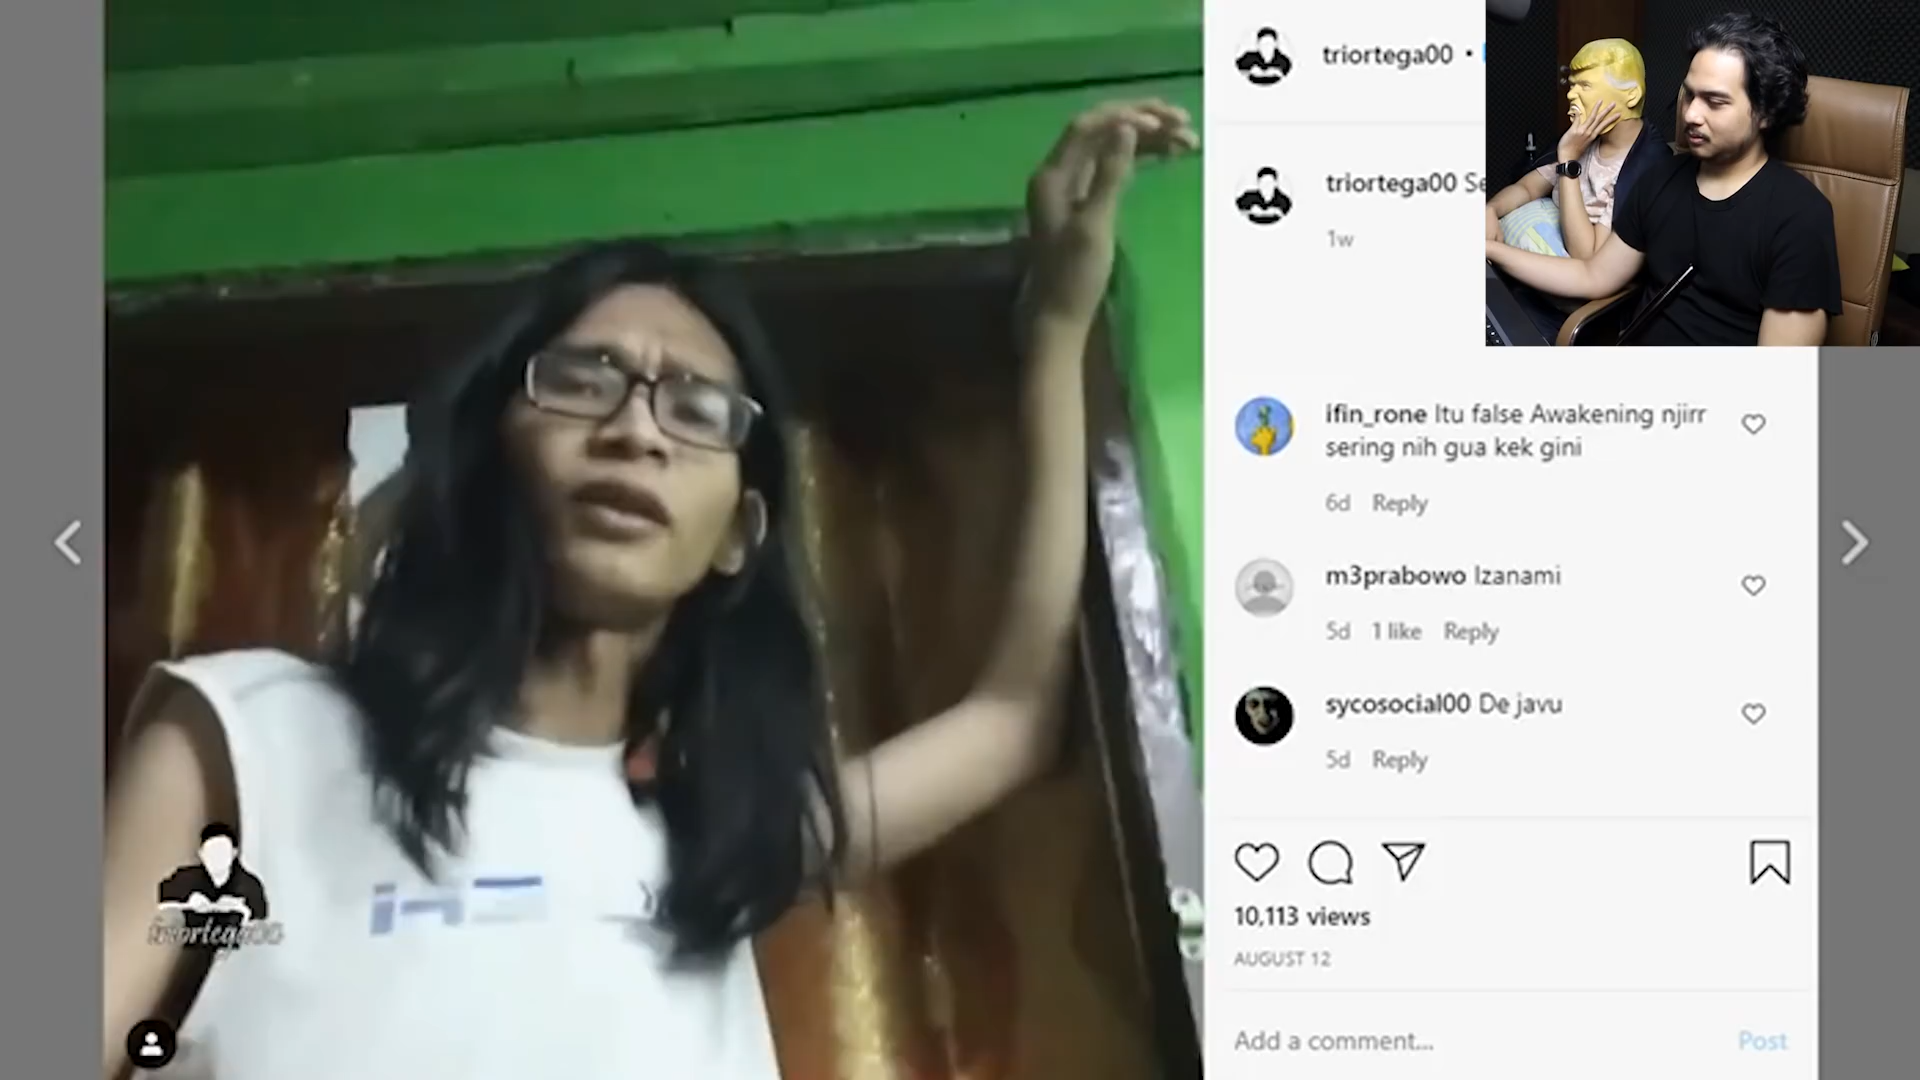 triortega00 •
triortega00 Se
1w
ifin_rone Itu false Awakening njirr
sering nih gua kek gini
6d Reply
m3prabowo Izanami
5d 1 like Reply
sycosocial00 De javu
5d Reply
10,113 views
AUGUST 12
Add a comment... Post
triortega00